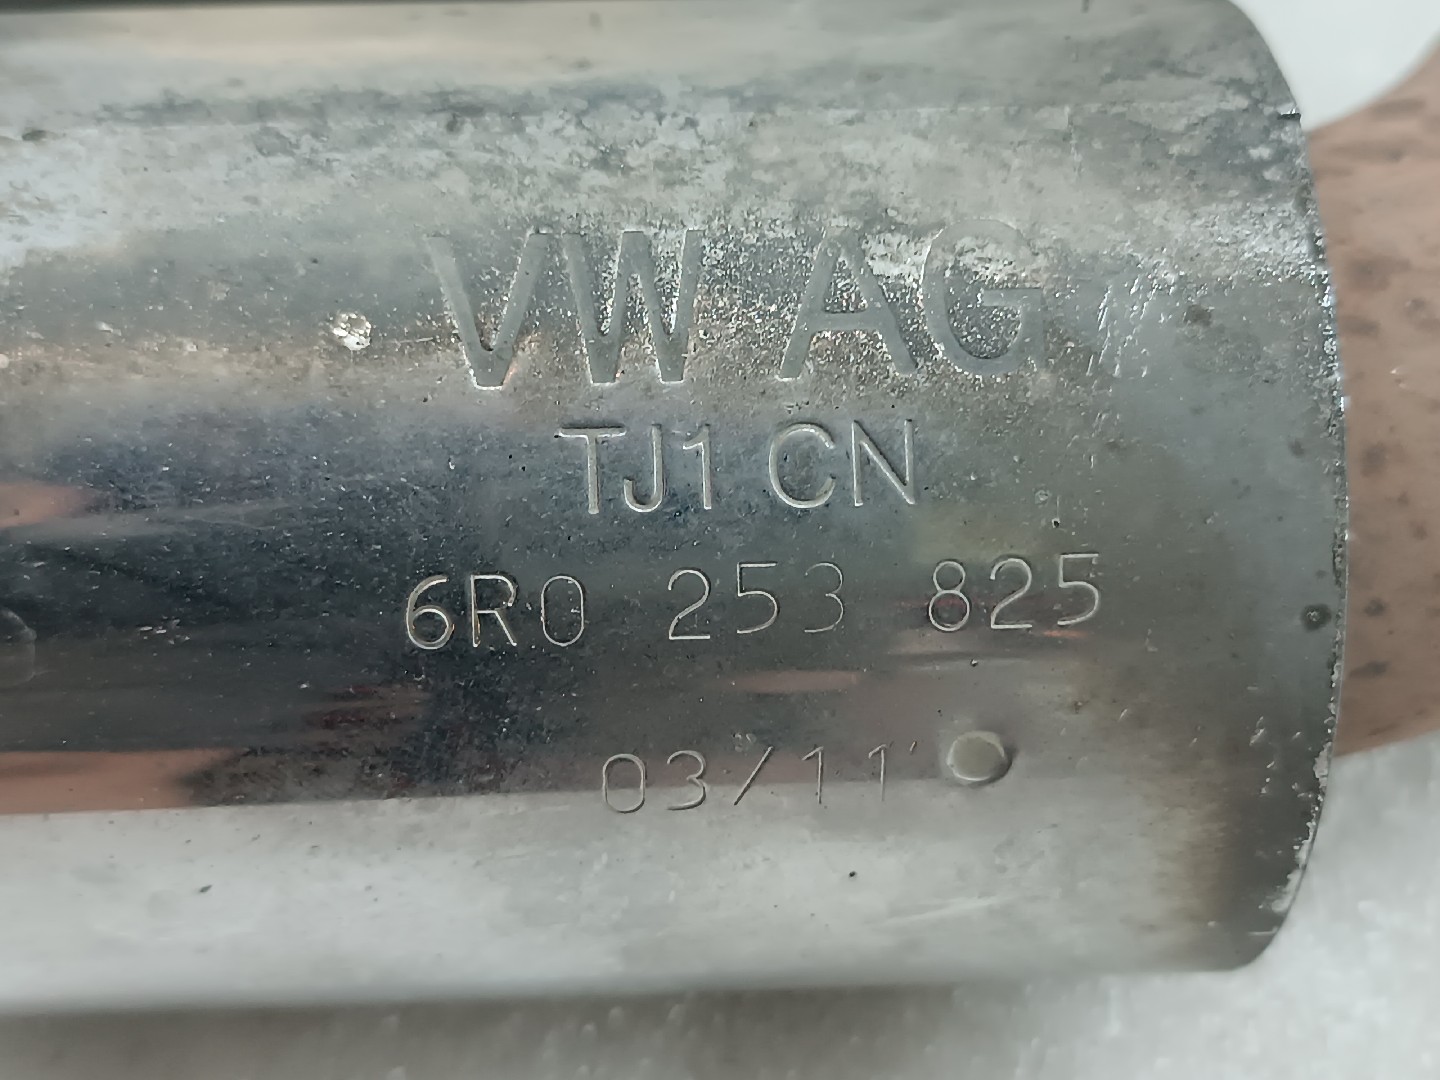 VW AG
TJ1 CN
6R0 253 825
03/11